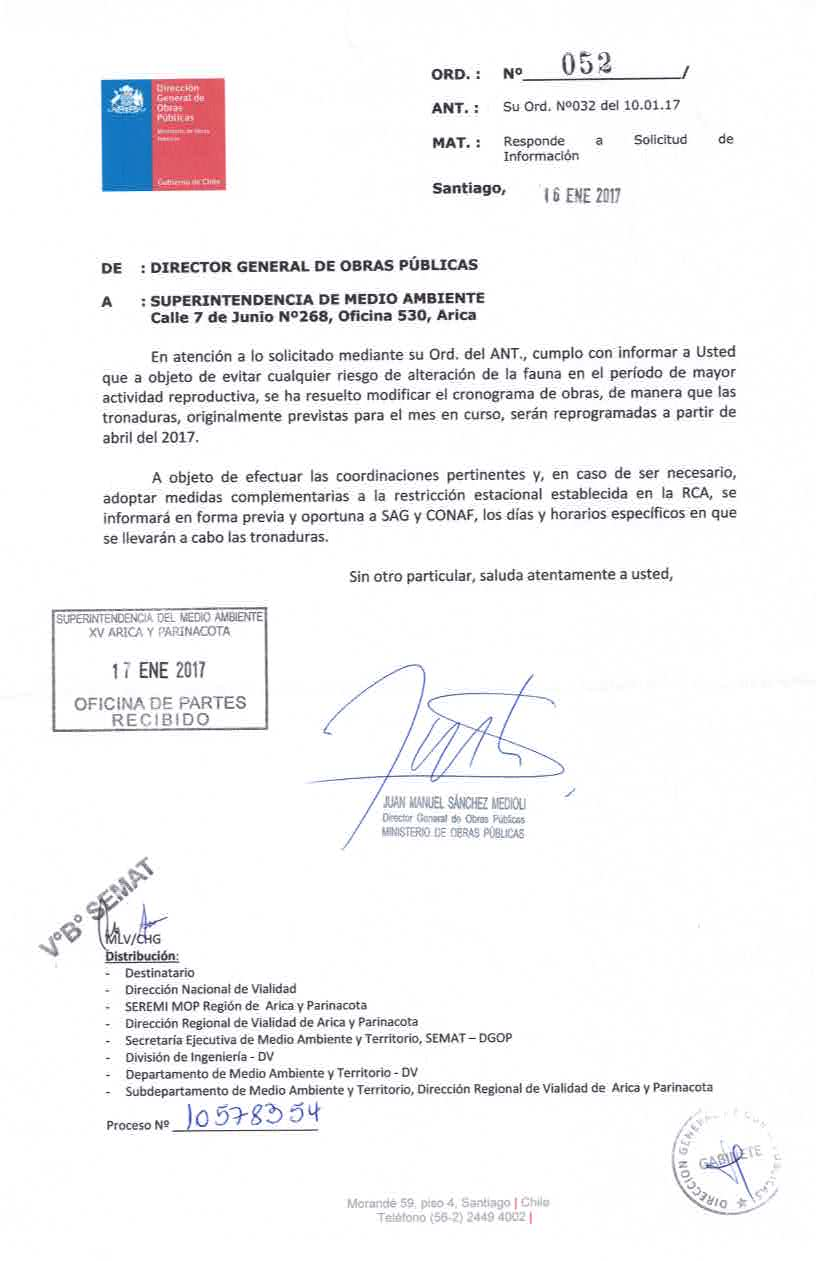 Dirección
General de
Obras
Públicas
Ministerio de Obras
Públicas
Gobierno de Chile
ORD. : Nº 052 /
ANT. : Su Ord. Nº032 del 10.01.17
MAT. : Responde a Solicitud de
Información
Santiago, 16 ENE 2017
DE : DIRECTOR GENERAL DE OBRAS PÚBLICAS
A : SUPERINTENDENCIA DE MEDIO AMBIENTE
Calle 7 de Junio Nº268, Oficina 530, Arica
En atención a lo solicitado mediante su Ord. del ANT., cumplo con informar a Usted
que a objeto de evitar cualquier riesgo de alteración de la fauna en el período de mayor
actividad reproductiva, se ha resuelto modificar el cronograma de obras, de manera que las
tronaduras, originalmente previstas para el mes en curso, serán reprogramadas a partir de
abril del 2017.
A objeto de efectuar las coordinaciones pertinentes y, en caso de ser necesario,
adoptar medidas complementarias a la restricción estacional establecida en la RCA, se
informará en forma previa y oportuna a SAG y CONAF, los días y horarios específicos en que
se llevarán a cabo las tronaduras.
Sin otro particular, saluda atentamente a usted,
SUPERINTENDENCIA DEL MEDIO AMBIENTE
XV ARICA Y PARINACOTA
17 ENE 2017
OFICINA DE PARTES
RECIBIDO
JUAN MANUEL SÁNCHEZ MEDIOLI
Director General de Obras Públicas
MINISTERIO DE OBRAS PÚBLICAS
VºBº SEMAT
MLV/CHG
Distribución:
- Destinatario
- Dirección Nacional de Vialidad
- SEREMI MOP Región de Arica y Parinacota
- Dirección Regional de Vialidad de Arica y Parinacota
- Secretaría Ejecutiva de Medio Ambiente y Territorio, SEMAT – DGOP
- División de Ingeniería - DV
- Departamento de Medio Ambiente y Territorio - DV
- Subdepartamento de Medio Ambiente y Territorio, Dirección Regional de Vialidad de Arica y Parinacota
Proceso Nº 10578354
DIRECCION GENERAL DE
GABINETE
Morandé 59, piso 4, Santiago | Chile
Teléfono (56-2) 2449 4002 |